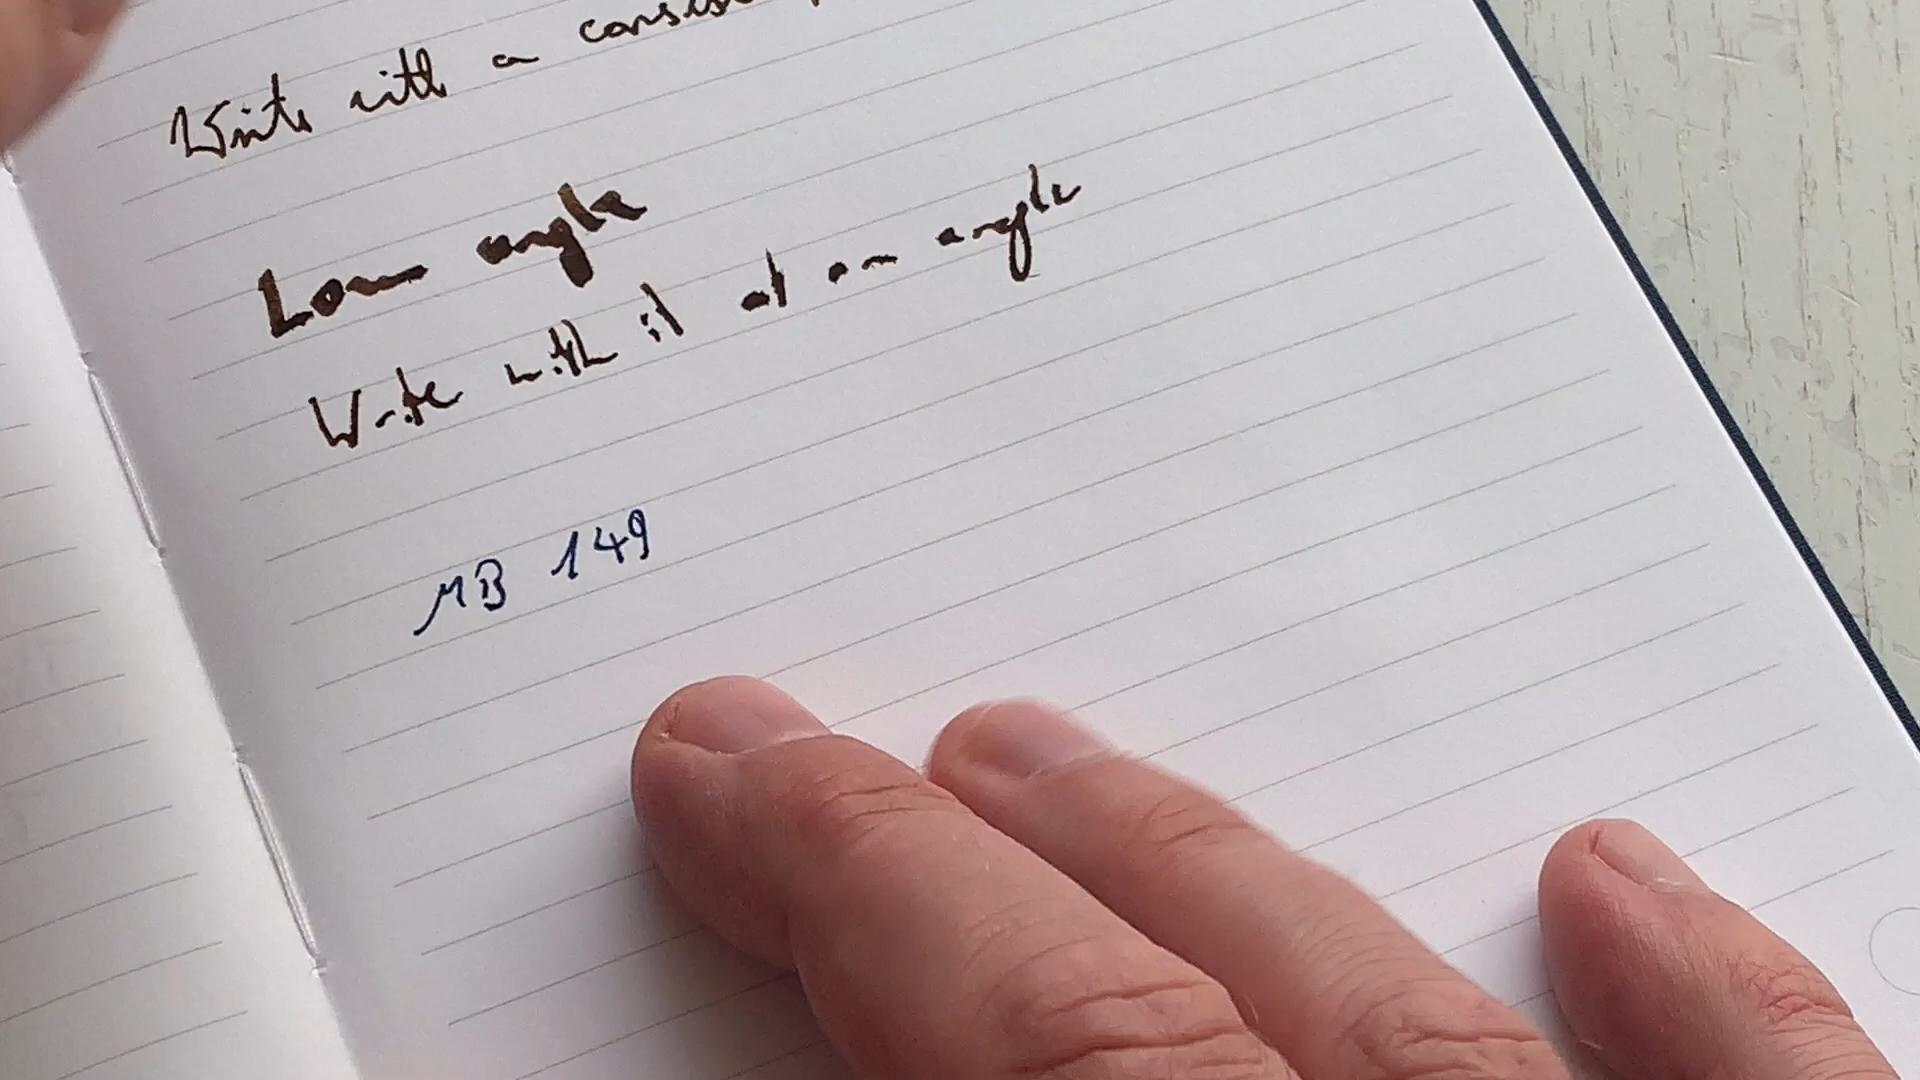 Write with a
Low angle
Write with it at an angle
MB 149